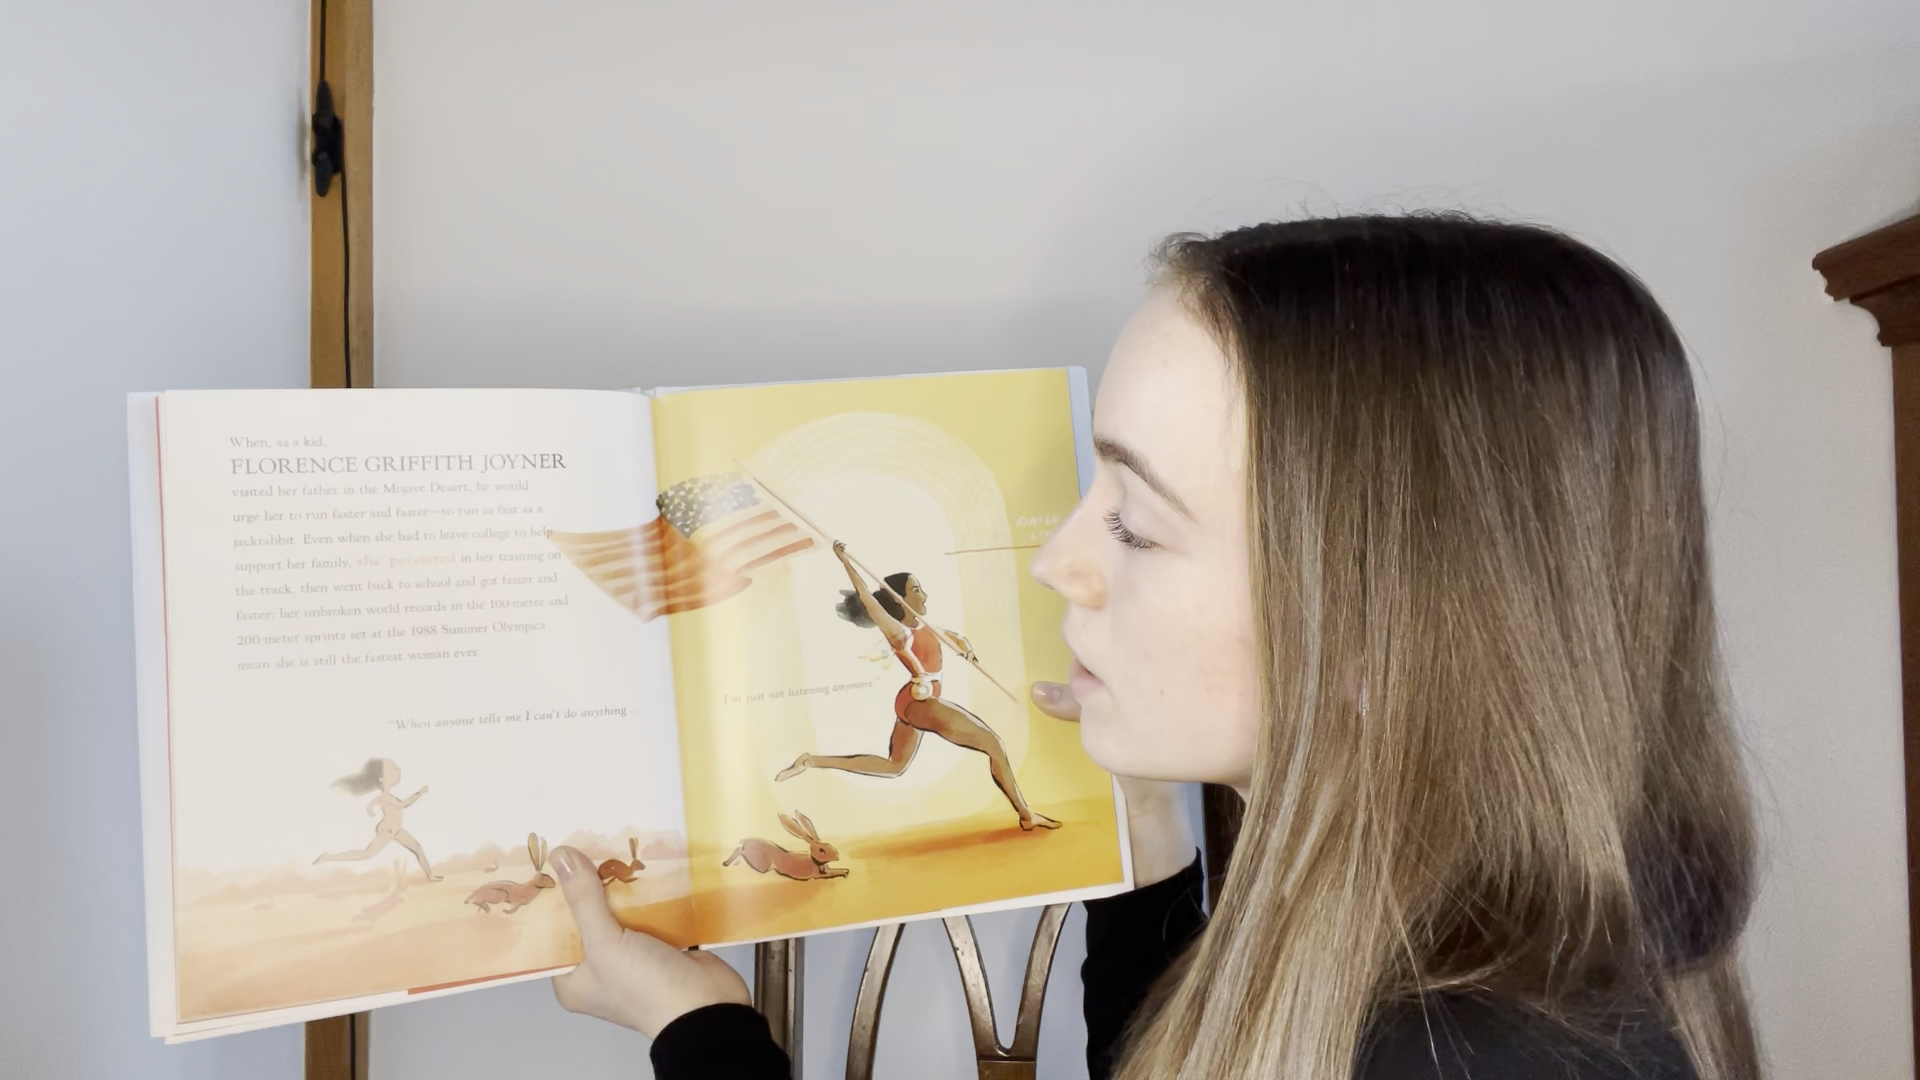 When, as a kid,
FLORENCE GRIFFITH JOYNER
visited her father in the Mojave Desert, he would
urge her to run faster and faster—to run as fast as a
jackrabbit. Even when she had to leave college to help
support her family, she persisted in her training on
the track, then went back to school and got faster and
faster; her unbroken world records in the 100-meter and
200-meter sprints set at the 1988 Summer Olympics
mean she is still the fastest woman ever
"When anyone tells me I can't do anything . . .
I'm just not listening anymore."
FINISH